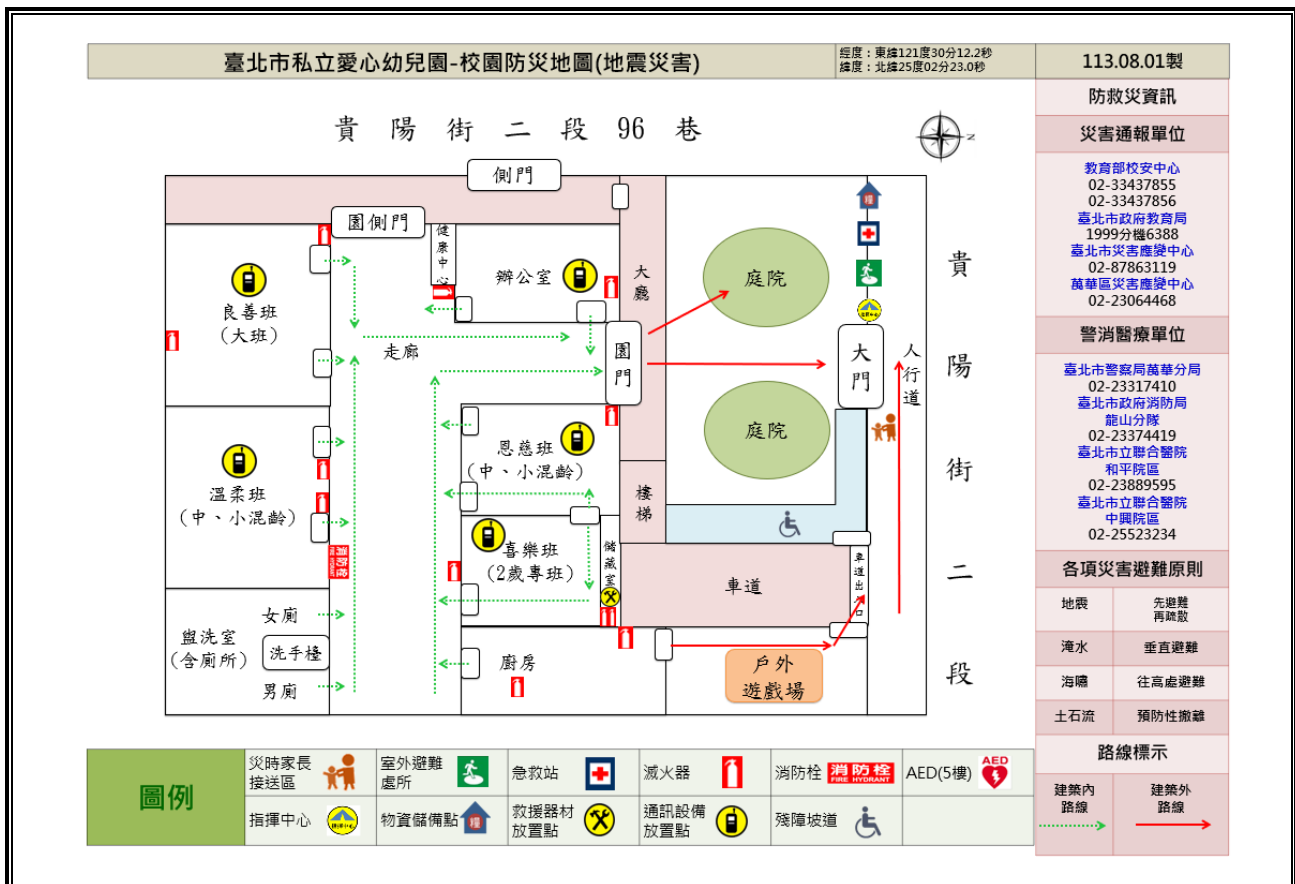 臺北市私立愛心幼兒園-校園防災地圖(地震災害)
經度：東緯121度30分12.2秒
緯度：北緯25度02分23.0秒
113.08.01製
貴陽街二段96巷
N
側門
園側門
健康中心
辦公室
大廳
庭院
良善班
(大班)
走廊
園門
大門
人行道
貴陽街二段
庭院
恩慈班
(中、小混齡)
溫柔班
(中、小混齡)
樓梯
消防栓
FIRE HYDRANT
喜樂班
(2歲專班)
儲藏室
車道
車道出入口
女廁
盥洗室
(含廁所)
洗手檯
男廁
廚房
戶外
遊戲場
防救災資訊
災害通報單位
教育部校安中心
02-33437855
02-33437856
臺北市政府教育局
1999分機6388
臺北市災害應變中心
02-87863119
萬華區災害應變中心
02-23064468
警消醫療單位
臺北市警察局萬華分局
02-23317410
臺北市政府消防局
龍山分隊
02-23374419
臺北市立聯合醫院
和平院區
02-23889595
臺北市立聯合醫院
中興院區
02-25523234
各項災害避難原則
地震
先避難
再疏散
淹水
垂直避難
海嘯
往高處避難
土石流
預防性撤離
路線標示
建築內
路線
建築外
路線
圖例
災時家長
接送區
室外避難
處所
急救站
滅火器
消防栓
消防栓
FIRE HYDRANT
AED(5樓)
AED
指揮中心
物資儲備點
糧
救援器材
放置點
通訊設備
放置點
殘障坡道